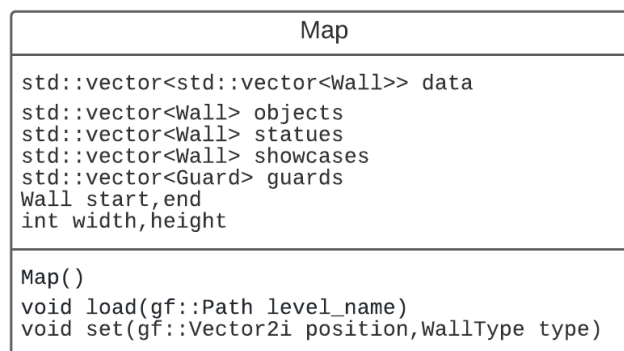 Map
std::vector<std::vector<Wall>> data
std::vector<Wall> objects
std::vector<Wall> statues
std::vector<Wall> showcases
std::vector<Guard> guards
Wall start,end
int width,height
Map()
void load(gf::Path level_name)
void set(gf::Vector2i position,WallType type)